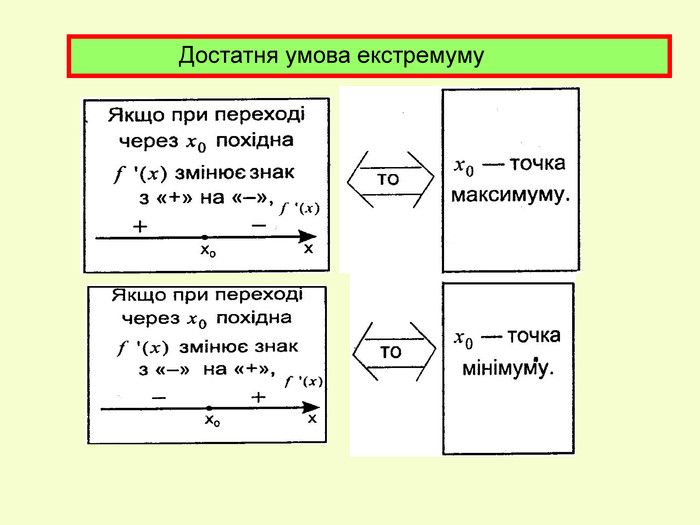 Достатня умова екстремуму
Якщо при переході
через x₀ похідна
f '(x) змінює знак
з «+» на «–»,
f '(x)
+ –
x₀ x
то
x₀ — точка
максимуму.
Якщо при переході
через x₀ похідна
f '(x) змінює знак
з «–» на «+»,
f '(x)
– +
x₀ x
то
x₀ — точка
мінімуму.